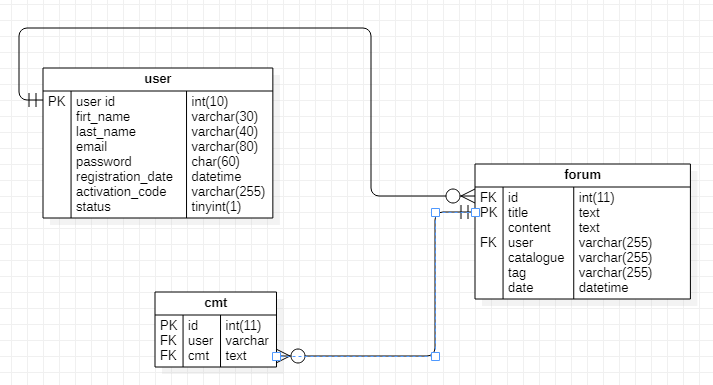 user
PK user id int(10)
firt_name varchar(30)
last_name varchar(40)
email varchar(80)
password char(60)
registration_date datetime
activation_code varchar(255)
status tinyint(1)
forum
FK id int(11)
PK title text
content text
FK user varchar(255)
catalogue varchar(255)
tag varchar(255)
date datetime
cmt
PK id int(11)
FK user varchar
FK cmt text